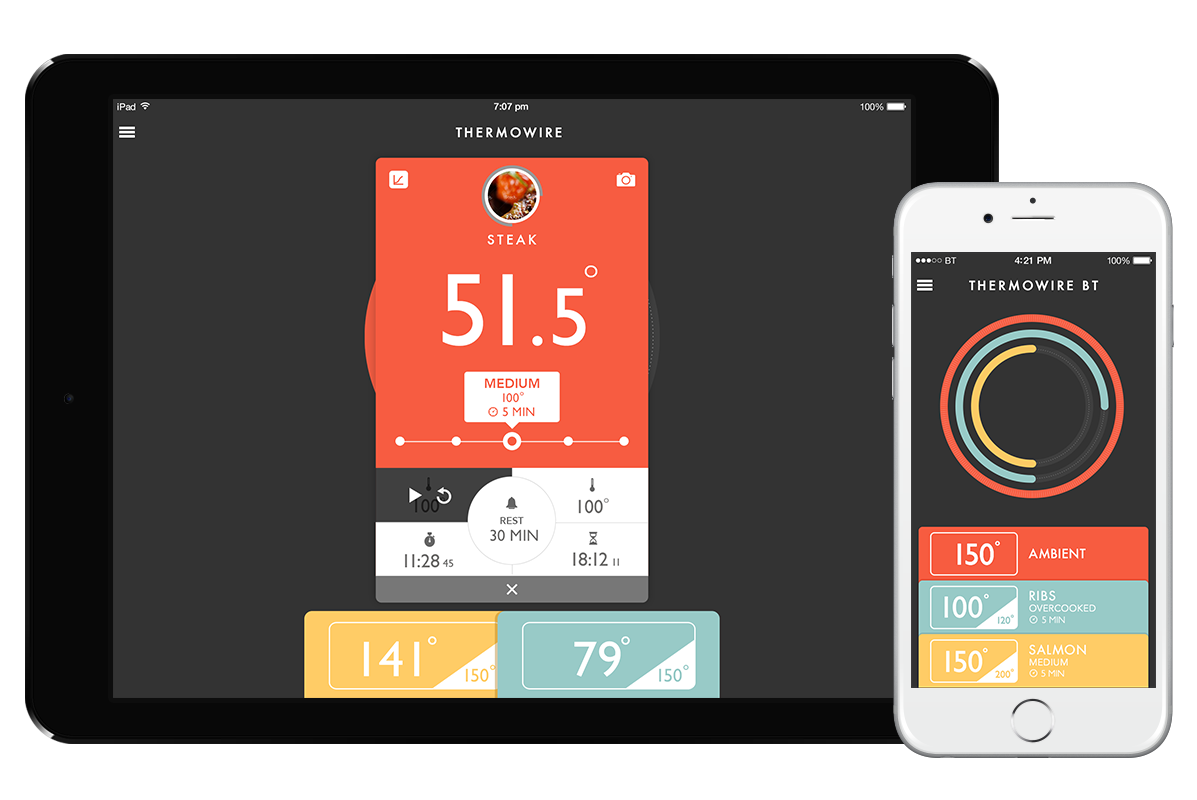 iPad 7:07 pm 100%
THERMOWIRE
STEAK
51.5°
MEDIUM
100°
5 MIN
100°
100°
REST
30 MIN
11:28 45
18:12 11
141°
150°
79°
150°
BT 4:21 PM 100%
THERMOWIRE BT
150° AMBIENT
100° 120°
RIBS
OVERCOOKED
5 MIN
150° 200°
SALMON
MEDIUM
5 MIN